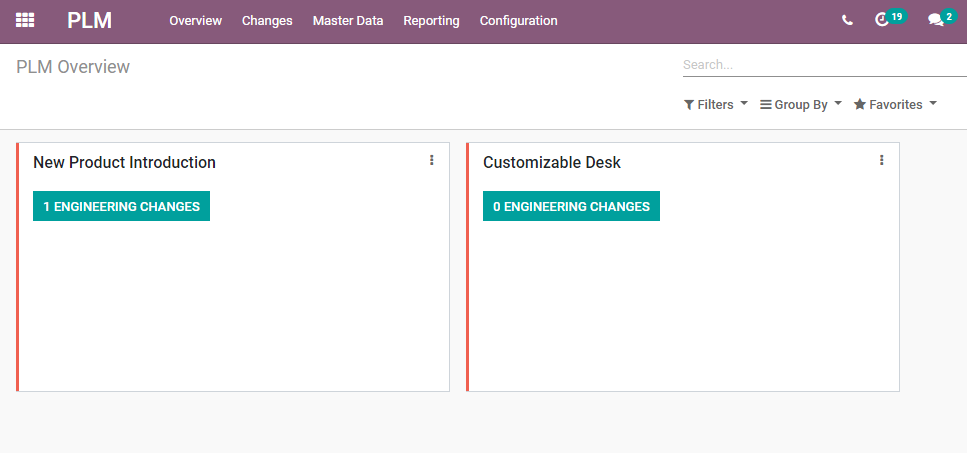 PLM Overview Changes Master Data Reporting Configuration 19 2
PLM Overview
Search...
Filters Group By Favorites
New Product Introduction
Customizable Desk
1 ENGINEERING CHANGES
0 ENGINEERING CHANGES